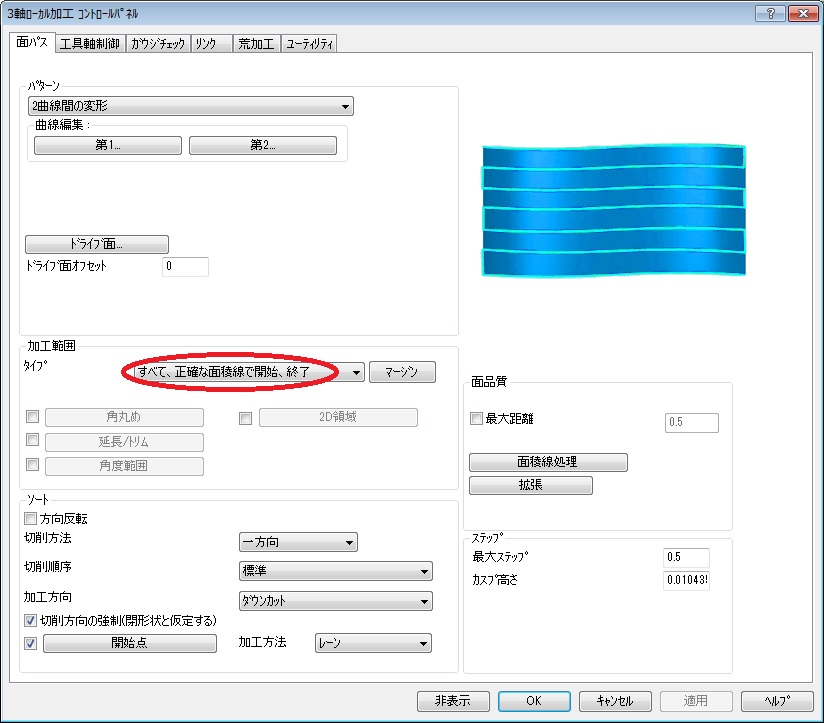 3軸ローカル加工 コントロールパネル
面パス 工具軸制御 ガウジチェック リンク 荒加工 ユーティリティ
パターン
2曲線間の変形
曲線編集:
第1... 第2...
ドライブ面...
ドライブ面オフセット 0
加工範囲
タイプ すべて、正確な面稜線で開始、終了 マージン
角丸め 2D領域
延長/トリム
角度範囲
面品質
最大距離 0.5
面稜線処理
拡張
ソート
方向反転
切削方法 一方向
切削順序 標準
加工方向 ダウンカット
切削方向の強制(閉形状と仮定する)
開始点 加工方法 レーン
ステップ
最大ステップ 0.5
カスプ高さ 0.010435
非表示 OK キャンセル 適用 ヘルプ